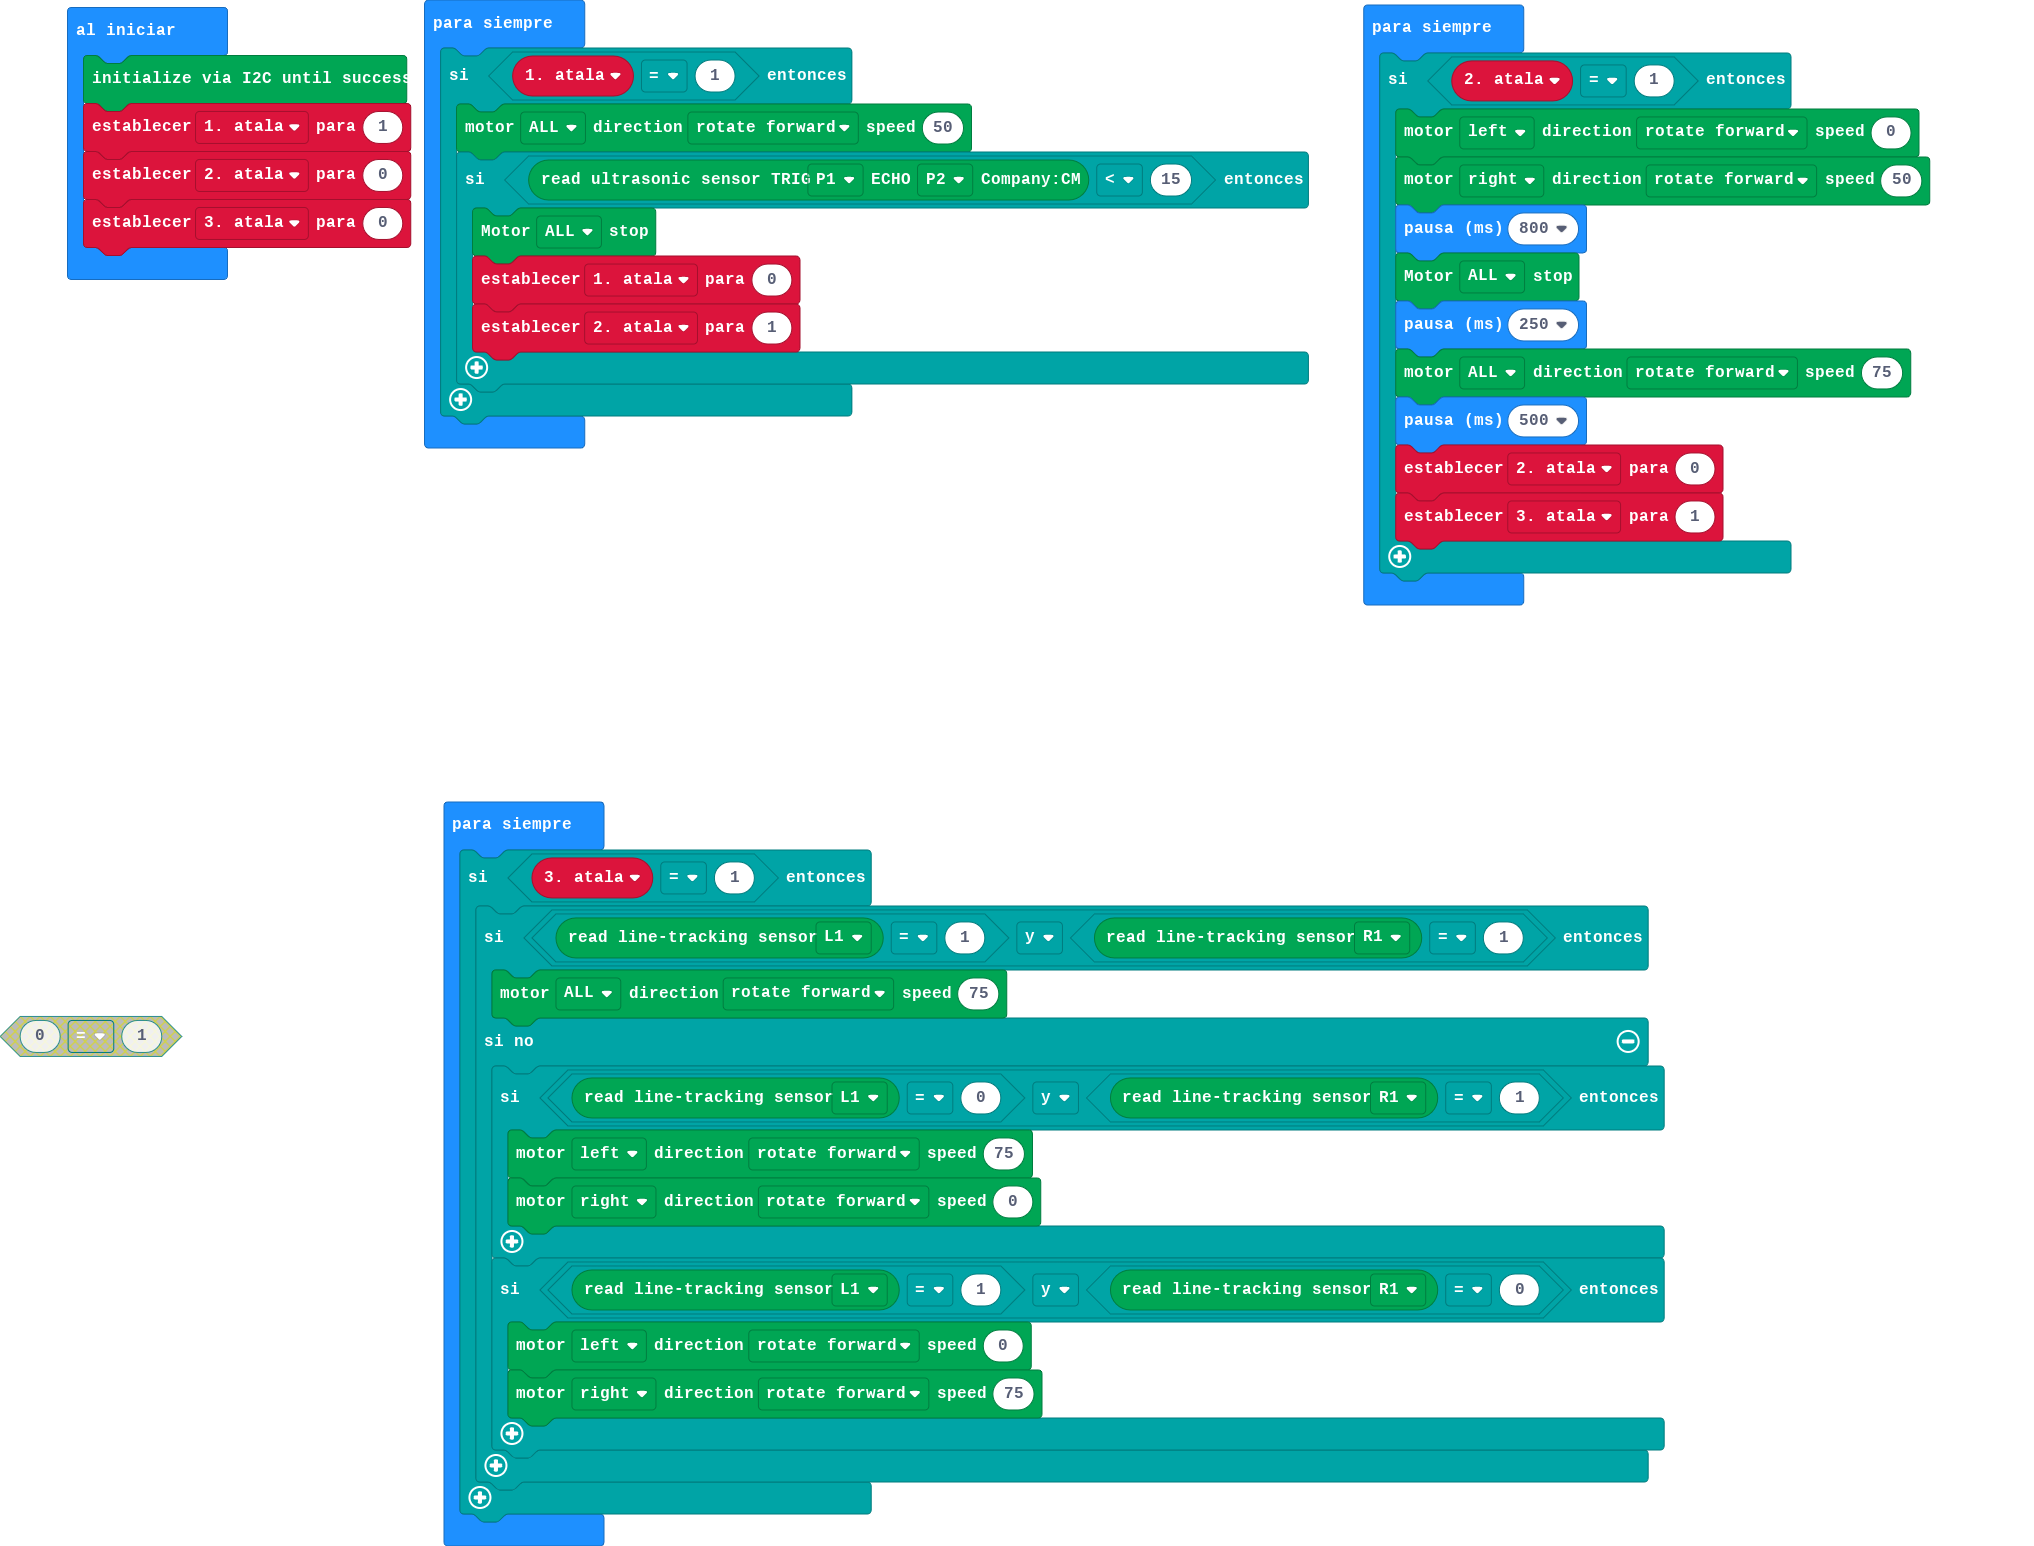 al iniciar
initialize via I2C until success
establecer 1. atala para 1
establecer 2. atala para 0
establecer 3. atala para 0
para siempre
si 1. atala = 1 entonces
motor ALL direction rotate forward speed 50
si read ultrasonic sensor TRIG P1 ECHO P2 Company:CM < 15 entonces
Motor ALL stop
establecer 1. atala para 0
establecer 2. atala para 1
para siempre
si 2. atala = 1 entonces
motor left direction rotate forward speed 0
motor right direction rotate forward speed 50
pausa (ms) 800
Motor ALL stop
pausa (ms) 250
motor ALL direction rotate forward speed 75
pausa (ms) 500
establecer 2. atala para 0
establecer 3. atala para 1
0 = 1
para siempre
si 3. atala = 1 entonces
si read line-tracking sensor L1 = 1 y read line-tracking sensor R1 = 1 entonces
motor ALL direction rotate forward speed 75
si no
si read line-tracking sensor L1 = 0 y read line-tracking sensor R1 = 1 entonces
motor left direction rotate forward speed 75
motor right direction rotate forward speed 0
si read line-tracking sensor L1 = 1 y read line-tracking sensor R1 = 0 entonces
motor left direction rotate forward speed 0
motor right direction rotate forward speed 75